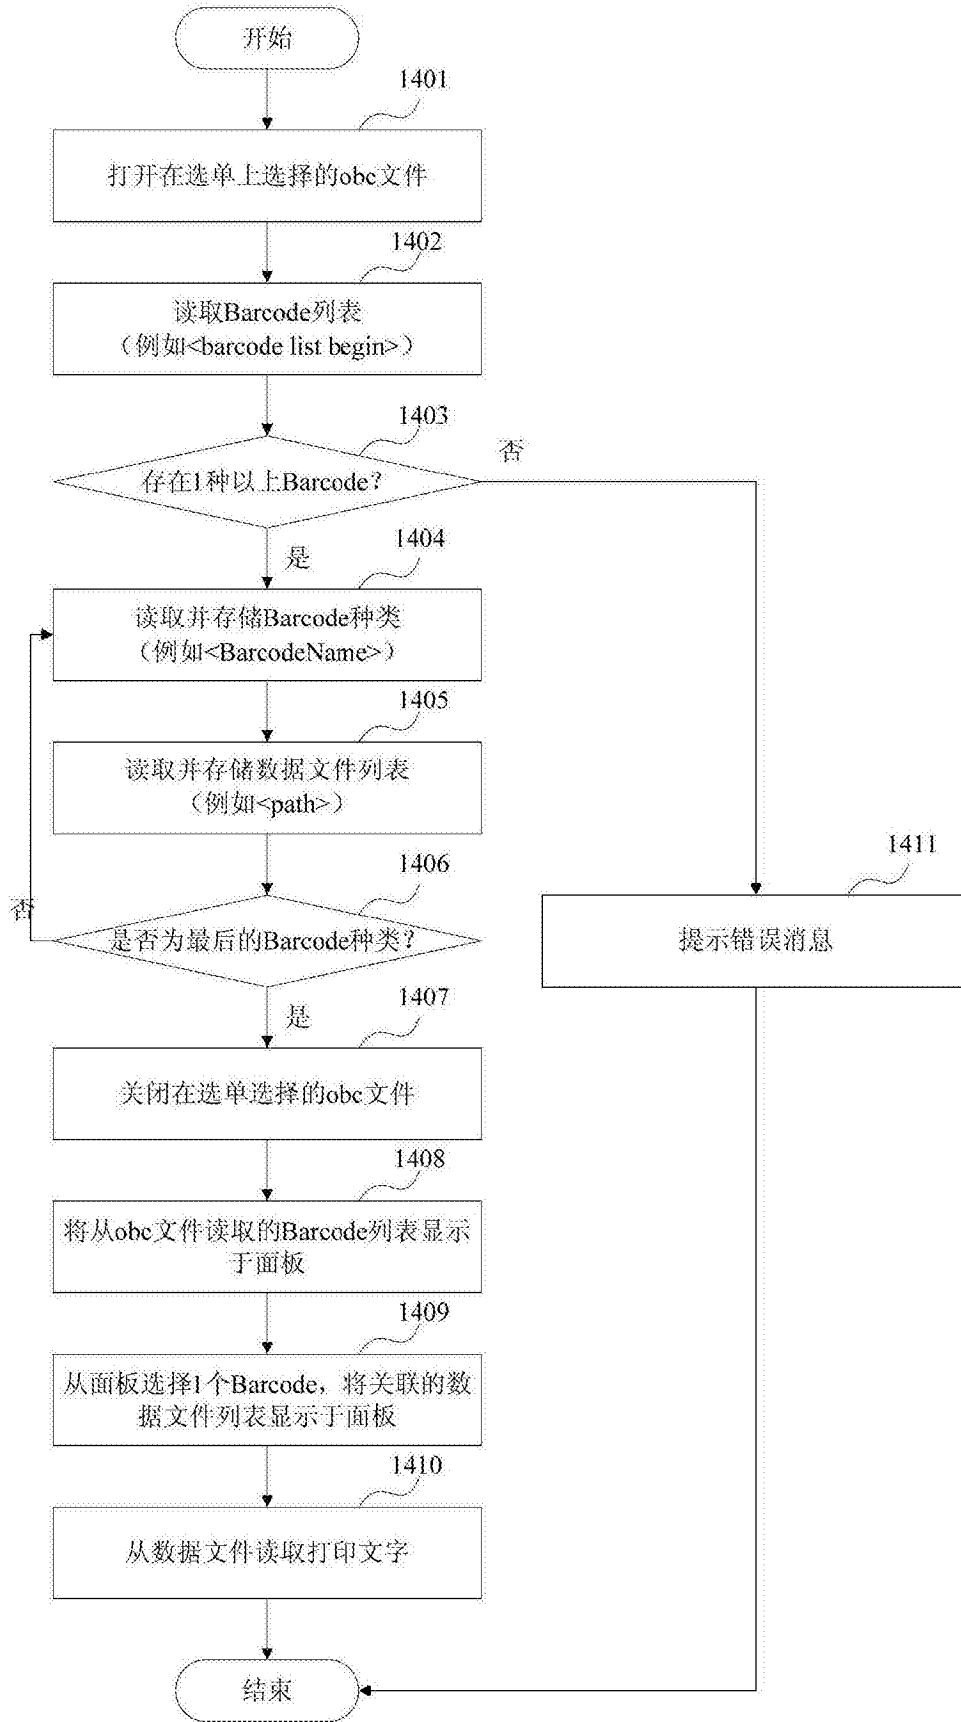 开始
1401
打开在选单上选择的obc文件
1402
读取Barcode列表
（例如<barcode list begin>）
1403
存在1种以上Barcode？
否
是
1404
读取并存储Barcode种类
（例如<BarcodeName>）
1405
读取并存储数据文件列表
（例如<path>）
1406
是否为最后的Barcode种类？
否
是
1411
提示错误消息
1407
关闭在选单选择的obc文件
1408
将从obc文件读取的Barcode列表显示
于面板
1409
从面板选择1个Barcode，将关联的数
据文件列表显示于面板
1410
从数据文件读取打印文字
结束